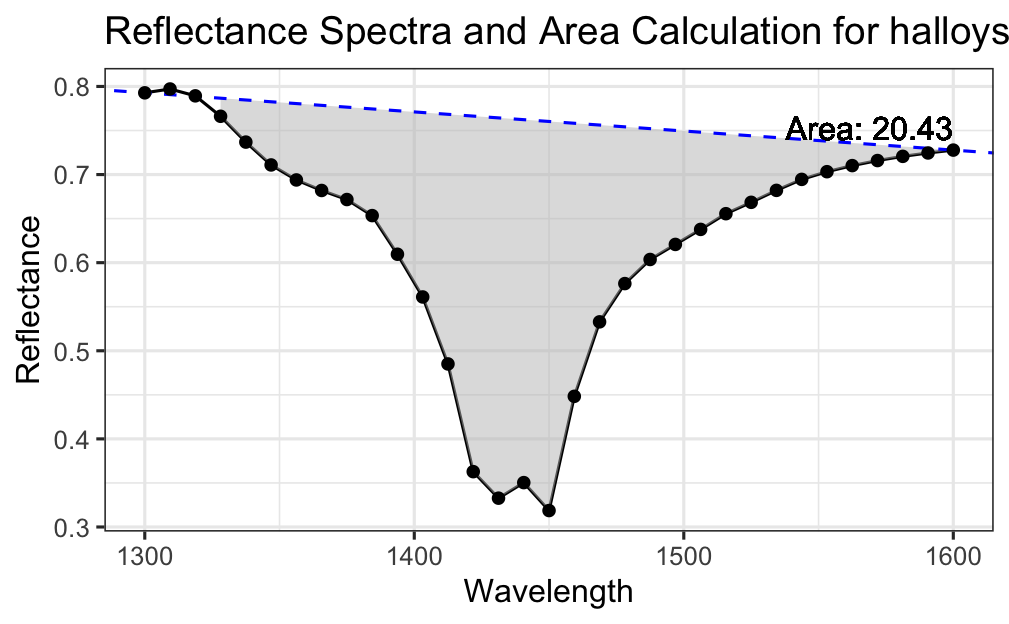 Reflectance Spectra and Area Calculation for halloys
0.8
Area: 20.43
0.7
0.6
0.5
0.4
0.3
Reflectance
1300 1400 1500 1600
Wavelength